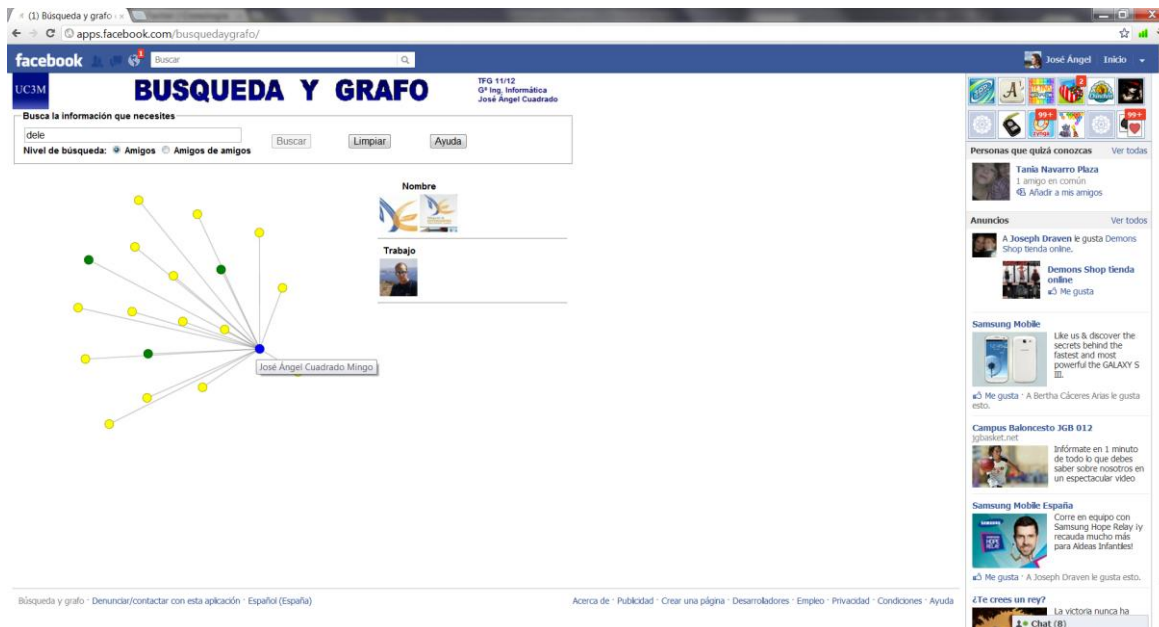 (1) Búsqueda y grafo
apps.facebook.com/busquedaygrafo/
facebook
1
Buscar
José Ángel Inicio
UC3M
BUSQUEDA Y GRAFO
TFG 11/12
Gº Ing. Informática
José Ángel Cuadrado
Busca la información que necesites
dele
Buscar
Limpiar
Ayuda
Nivel de búsqueda: Amigos Amigos de amigos
José Ángel Cuadrado Mingo
Nombre
Trabajo
2
99+
99+
Personas que quizá conozcas Ver todas
Tania Navarro Plaza
1 amigo en común
Añadir a mis amigos
Anuncios Ver todos
A Joseph Draven le gusta Demons
Shop tienda online.
Demons Shop tienda
online
Me gusta
Samsung Mobile
Like us & discover the
secrets behind the
fastest and most
powerful the GALAXY S
III.
Me gusta · A Bertha Cáceres Arias le gusta
esto.
Campus Baloncesto JGB 012
jgbasket.net
Infórmate en 1 minuto
de todo lo que debes
saber sobre nosotros en
un espectacular video
Samsung Mobile España
Corre en equipo con
Samsung Hope Relay ¡y
recauda mucho más
para Aldeas Infantiles!
Me gusta · A Joseph Draven le gusta esto.
¿Te crees un rey?
La victoria nunca ha
Chat (8)
Búsqueda y grafo · Denunciar/contactar con esta aplicación · Español (España)
Acerca de · Publicidad · Crear una página · Desarrolladores · Empleo · Privacidad · Condiciones · Ayuda